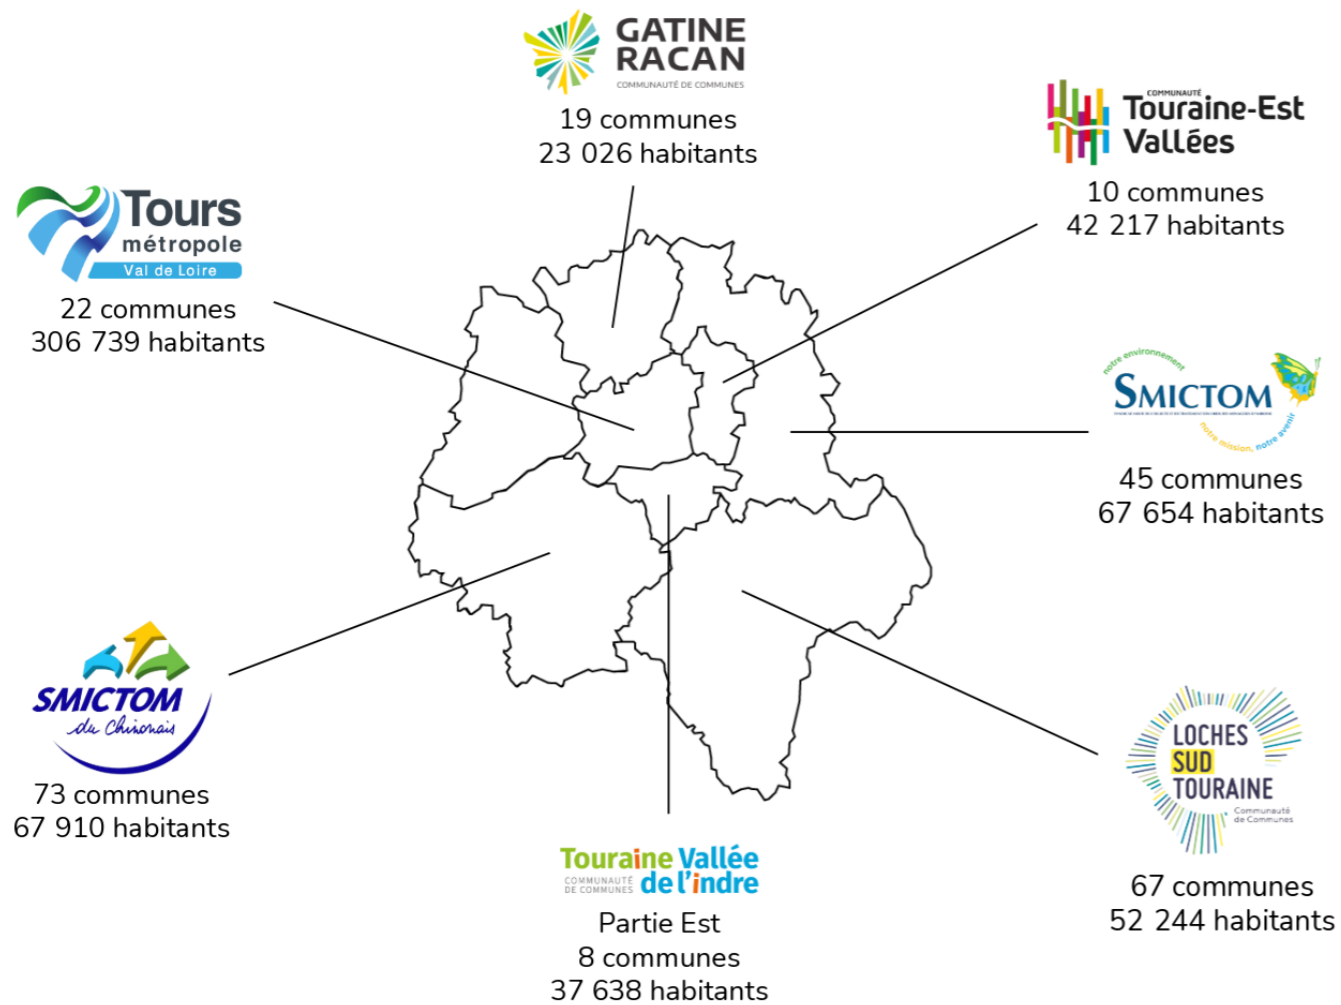 GATINE
RACAN
COMMUNAUTÉ DE COMMUNES
19 communes
23 026 habitants
COMMUNAUTÉ
Touraine-Est
Vallées
10 communes
42 217 habitants
Tours
métropole
Val de Loire
22 communes
306 739 habitants
notre environnement
SMICTOM
notre mission, notre avenir
45 communes
67 654 habitants
SMICTOM
du Chinonais
73 communes
67 910 habitants
LOCHES
SUD
TOURAINE
Communauté
de Communes
67 communes
52 244 habitants
Touraine Vallée
COMMUNAUTÉ
DE COMMUNES
de l'indre
Partie Est
8 communes
37 638 habitants